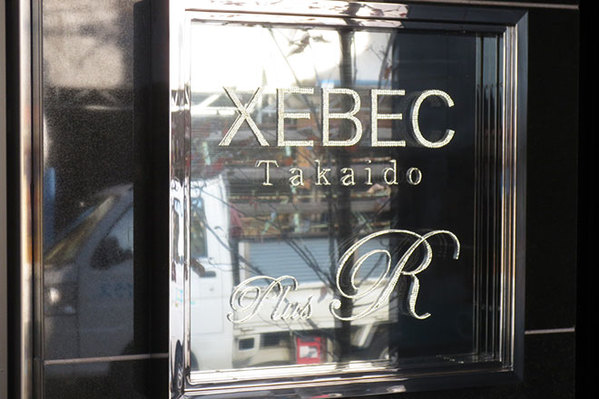 XEBEC
Takaido
Plus R